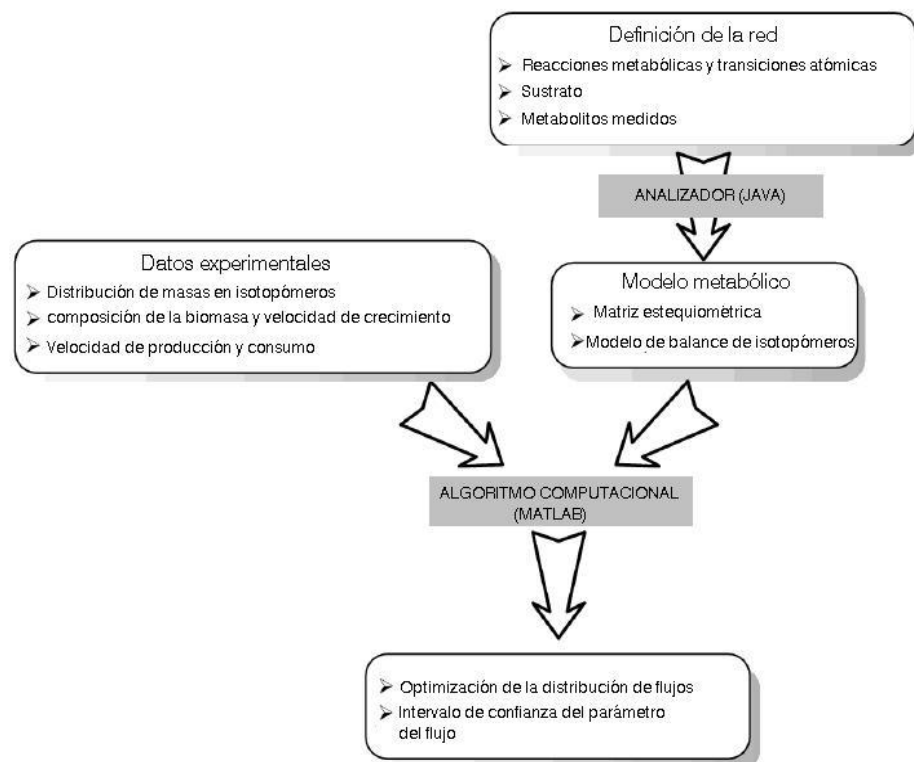 Definición de la red
Reacciones metabólicas y transiciones atómicas
Sustrato
Metabolitos medidos
ANALIZADOR (JAVA)
Datos experimentales
Distribución de masas en isotopómeros
composición de la biomasa y velocidad de crecimiento
Velocidad de producción y consumo
Modelo metabólico
Matriz estequiométrica
Modelo de balance de isotopómeros
ALGORITMO COMPUTACIONAL
(MATLAB)
Optimización de la distribución de flujos
Intervalo de confianza del parámetro
del flujo